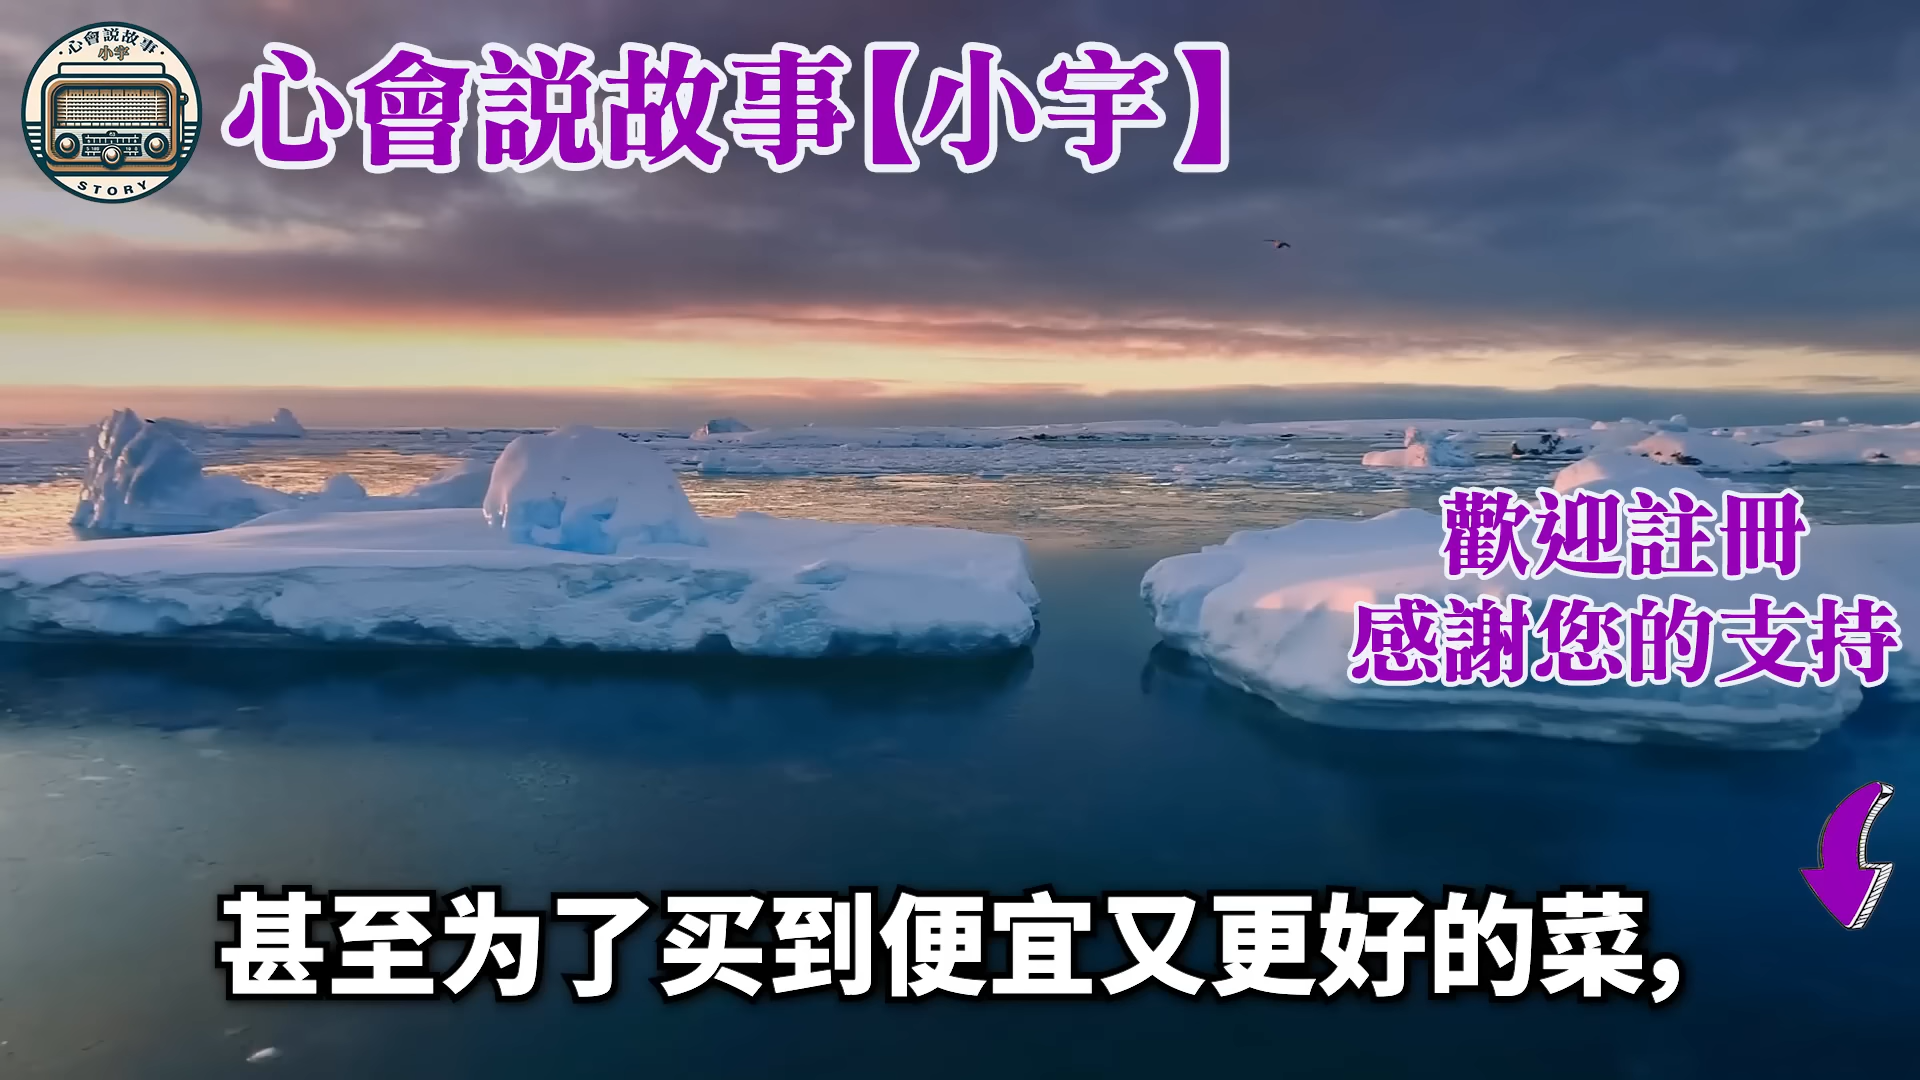 ·心會説故事·
小宇
STORY
心會説故事【小宇】
歡迎註冊
感謝您的支持
甚至为了买到便宜又更好的菜,